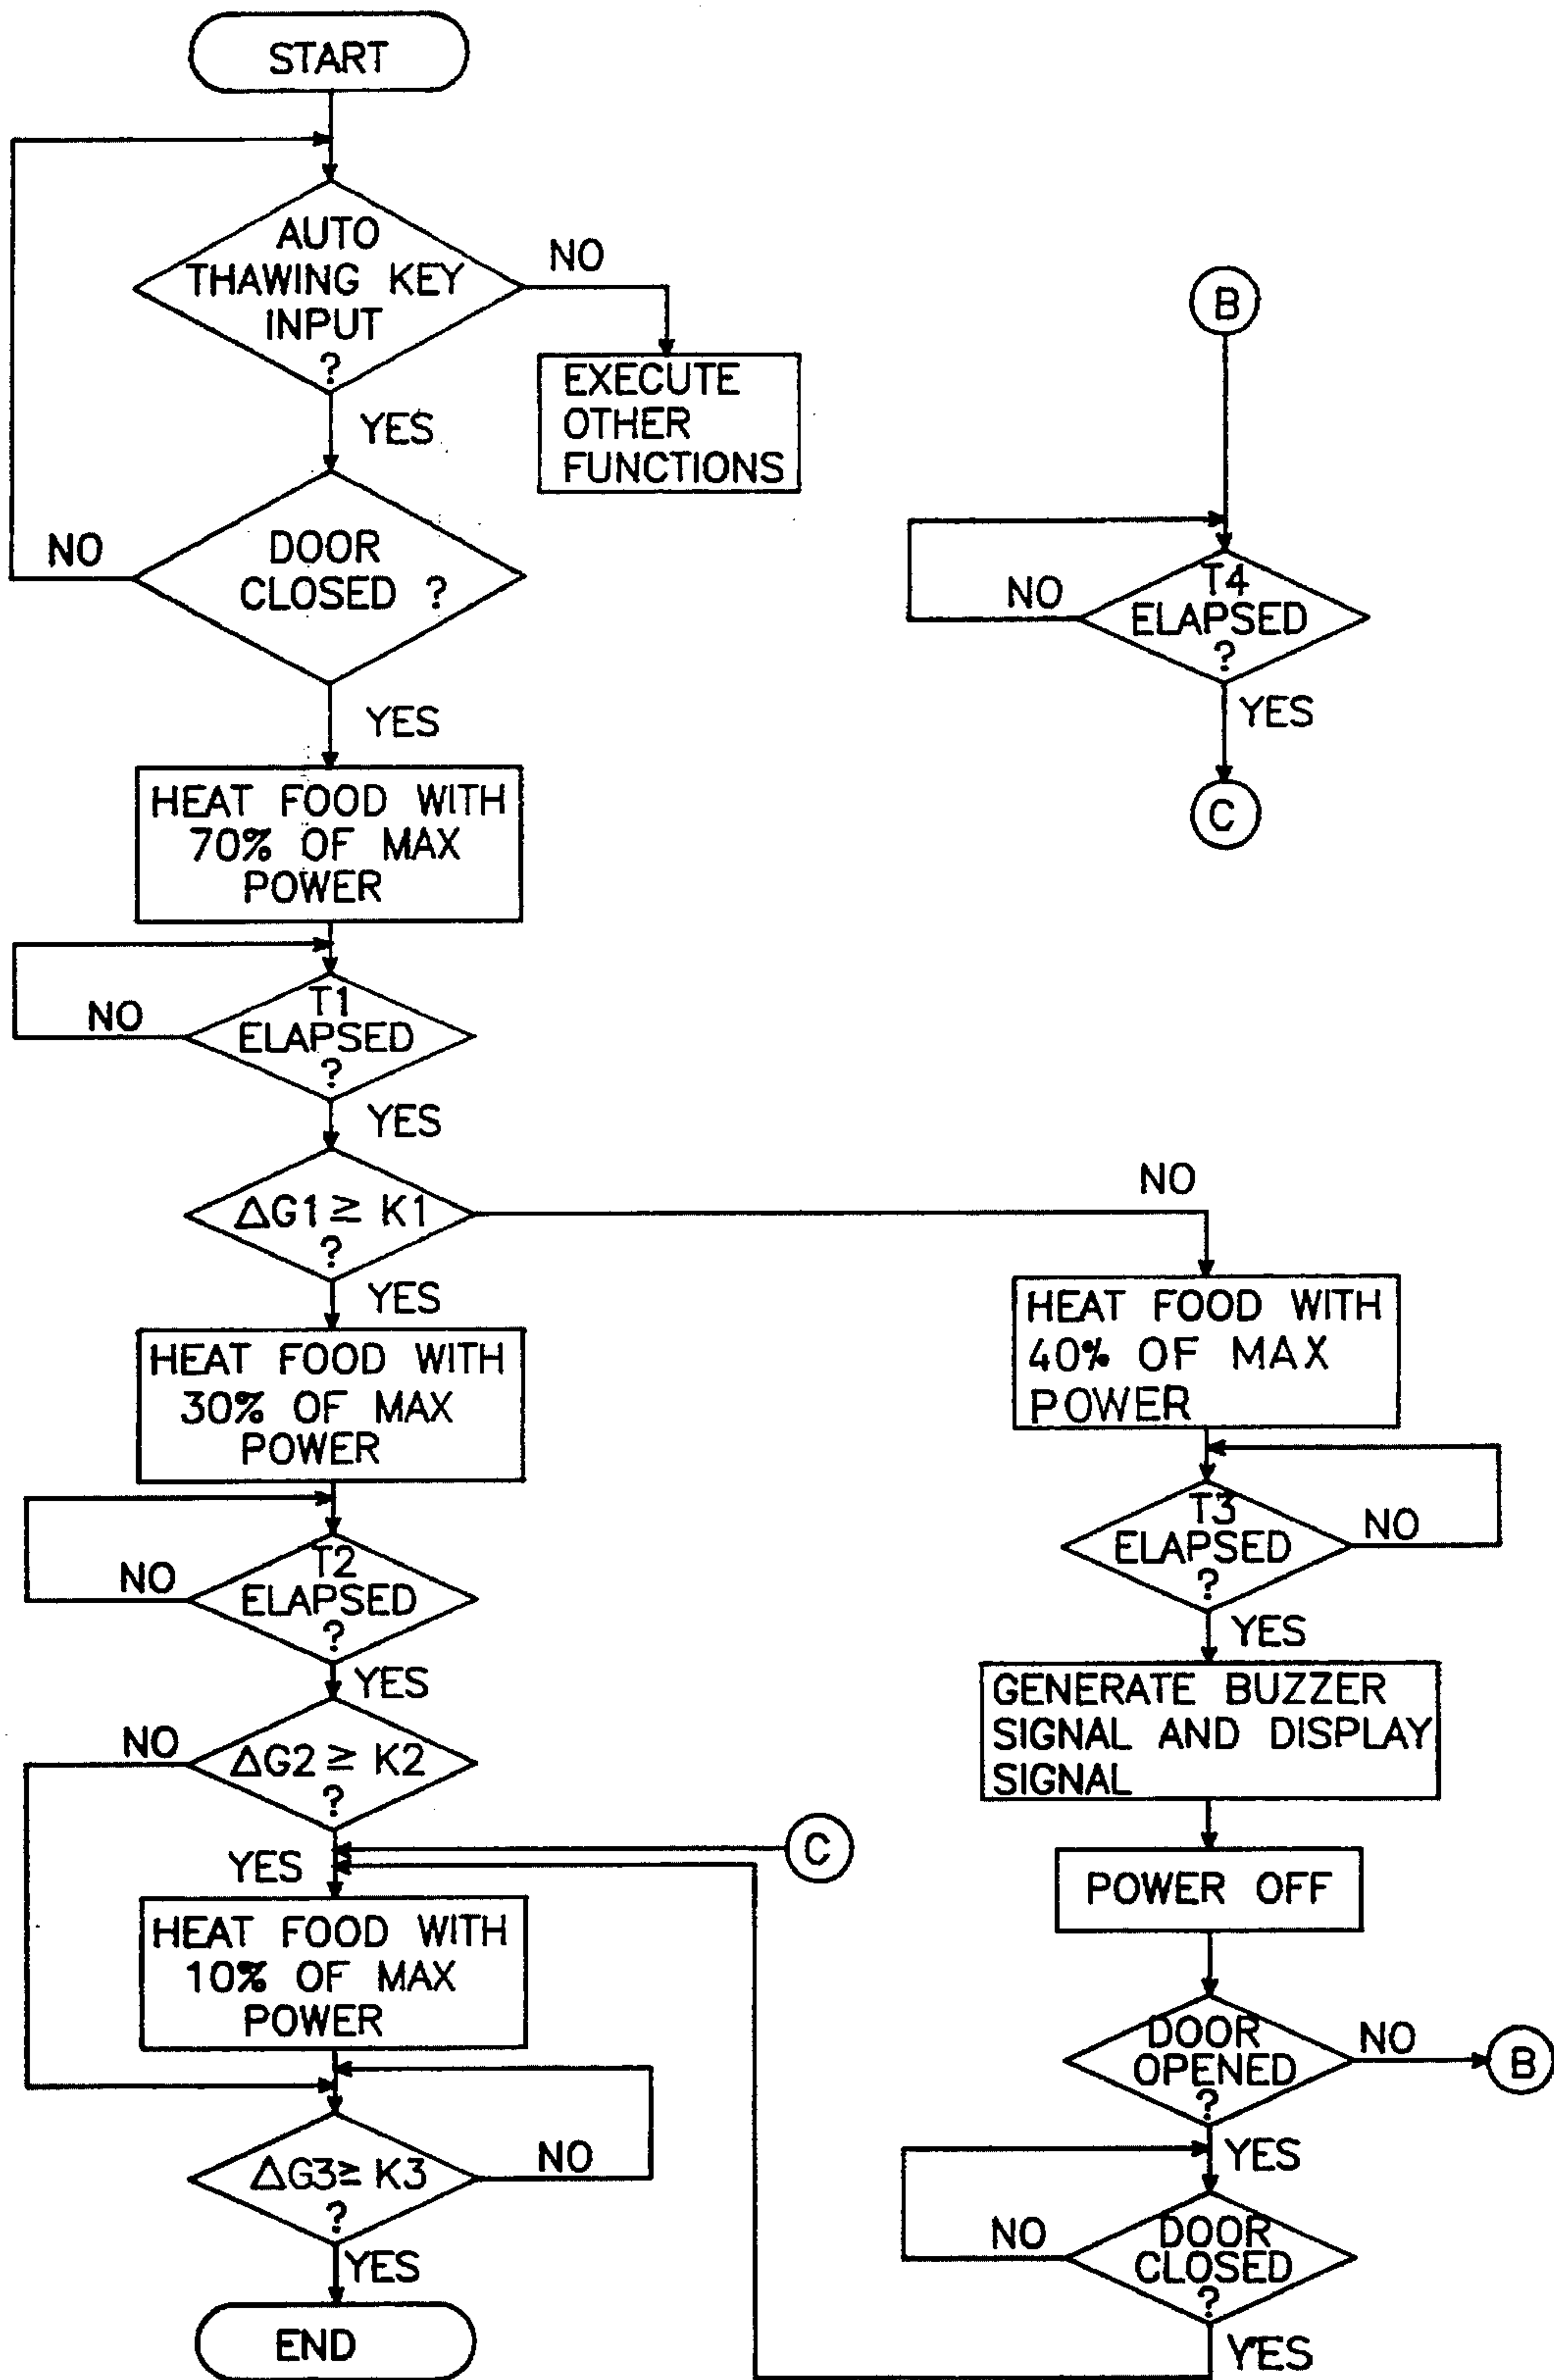 START
AUTO
THAWING KEY
INPUT
?
NO
EXECUTE
OTHER
FUNCTIONS
YES
DOOR
CLOSED ?
NO
YES
HEAT FOOD WITH
70% OF MAX
POWER
T1
ELAPSED
?
NO
YES
ΔG1 ≥ K1
?
NO
YES
HEAT FOOD WITH
30% OF MAX
POWER
T2
ELAPSED
?
NO
YES
ΔG2 ≥ K2
?
NO
YES
C
HEAT FOOD WITH
10% OF MAX
POWER
ΔG3≥ K3
?
NO
YES
END
B
T4
ELAPSED
?
NO
YES
C
HEAT FOOD WITH
40% OF MAX
POWER
T3
ELAPSED
?
NO
YES
GENERATE BUZZER
SIGNAL AND DISPLAY
SIGNAL
POWER OFF
DOOR
OPENED
?
NO
B
YES
DOOR
CLOSED
?
NO
YES